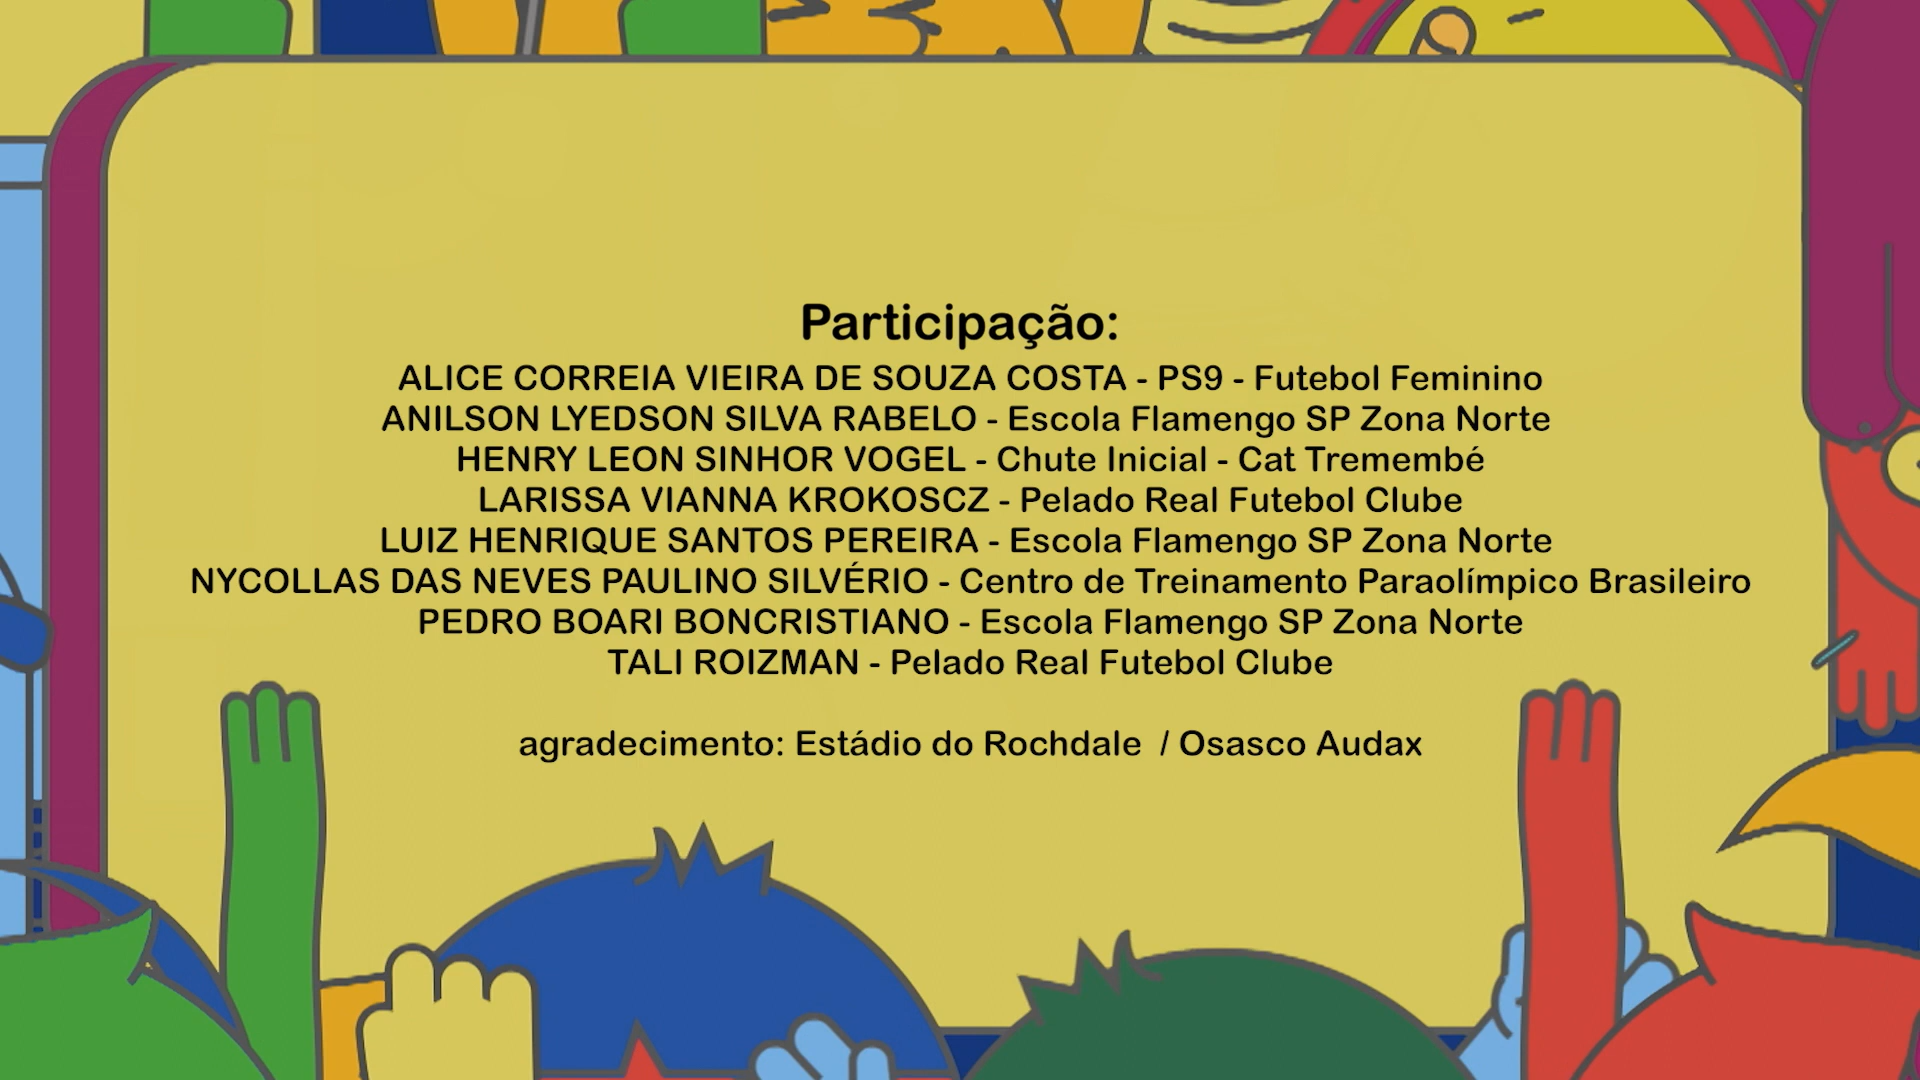 Participação:
ALICE CORREIA VIEIRA DE SOUZA COSTA - PS9 - Futebol Feminino
ANILSON LYEDSON SILVA RABELO - Escola Flamengo SP Zona Norte
HENRY LEON SINHOR VOGEL - Chute Inicial - Cat Tremembé
LARISSA VIANNA KROKOSCZ - Pelado Real Futebol Clube
LUIZ HENRIQUE SANTOS PEREIRA - Escola Flamengo SP Zona Norte
NYCOLLAS DAS NEVES PAULINO SILVÉRIO - Centro de Treinamento Paraolímpico Brasileiro
PEDRO BOARI BONCRISTIANO - Escola Flamengo SP Zona Norte
TALI ROIZMAN - Pelado Real Futebol Clube
agradecimento: Estádio do Rochdale / Osasco Audax